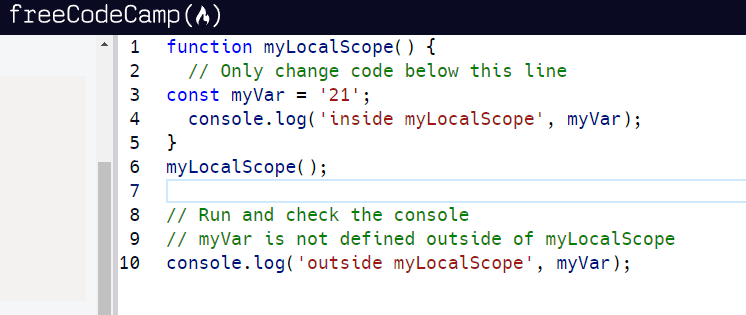 freeCodeCamp
1 function myLocalScope() {
2   // Only change code below this line
3 const myVar = '21';
4   console.log('inside myLocalScope', myVar);
5 }
6 myLocalScope();
7
8 // Run and check the console
9 // myVar is not defined outside of myLocalScope
10 console.log('outside myLocalScope', myVar);